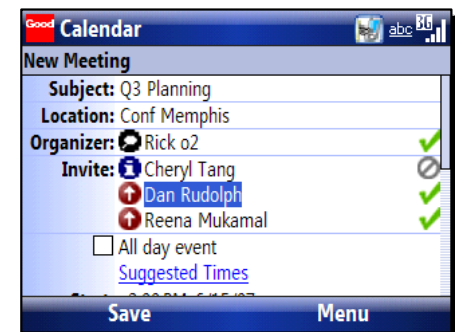 Good Calendar abc 3G
New Meeting
Subject: Q3 Planning
Location: Conf Memphis
Organizer: Rick o2
Invite: Cheryl Tang
Dan Rudolph
Reena Mukamal
All day event
Suggested Times
Save Menu